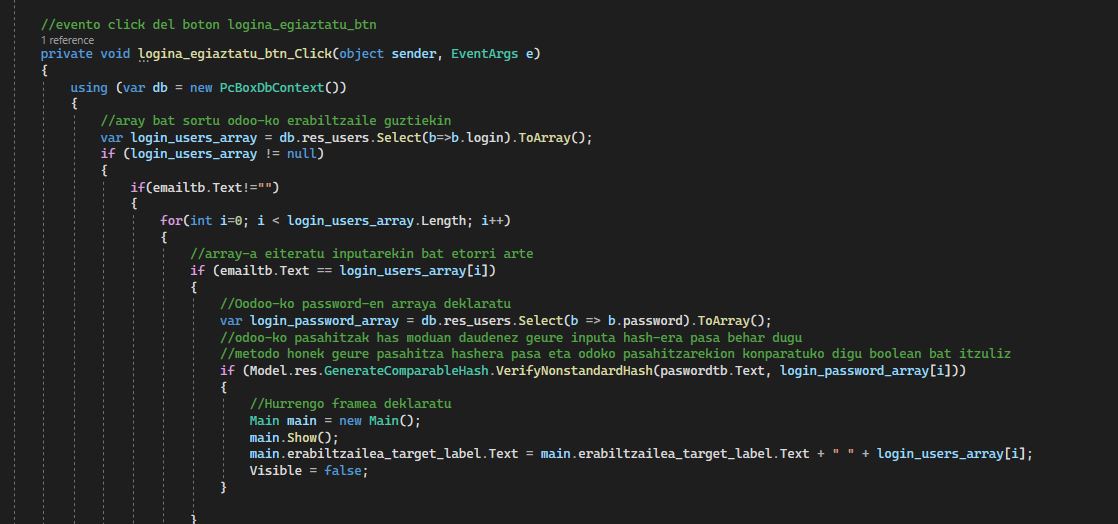 //evento click del boton logina_egiaztatu_btn
1 reference
private void logina_egiaztatu_btn_Click(object sender, EventArgs e)
{
using (var db = new PcBoxDbContext())
{
//aray bat sortu odoo-ko erabiltzaile guztiekin
var login_users_array = db.res_users.Select(b=>b.login).ToArray();
if (login_users_array != null)
{
if(emailtb.Text!="")
{
for(int i=0; i < login_users_array.Length; i++)
{
//array-a eiteratu inputarekin bat etorri arte
if (emailtb.Text == login_users_array[i])
{
//Oodoo-ko password-en arraya deklaratu
var login_password_array = db.res_users.Select(b => b.password).ToArray();
//odoo-ko pasahitzak has moduan daudenez geure inputa hash-era pasa behar dugu
//metodo honek geure pasahitza hashera pasa eta odoko pasahitzarekion konparatuko digu boolean bat itzuliz
if (Model.res.GenerateComparableHash.VerifyNonstandardHash(paswordtb.Text, login_password_array[i]))
{
//Hurrengo framea deklaratu
Main main = new Main();
main.Show();
main.erabiltzailea_target_label.Text = main.erabiltzailea_target_label.Text + " " + login_users_array[i];
Visible = false;
}
}